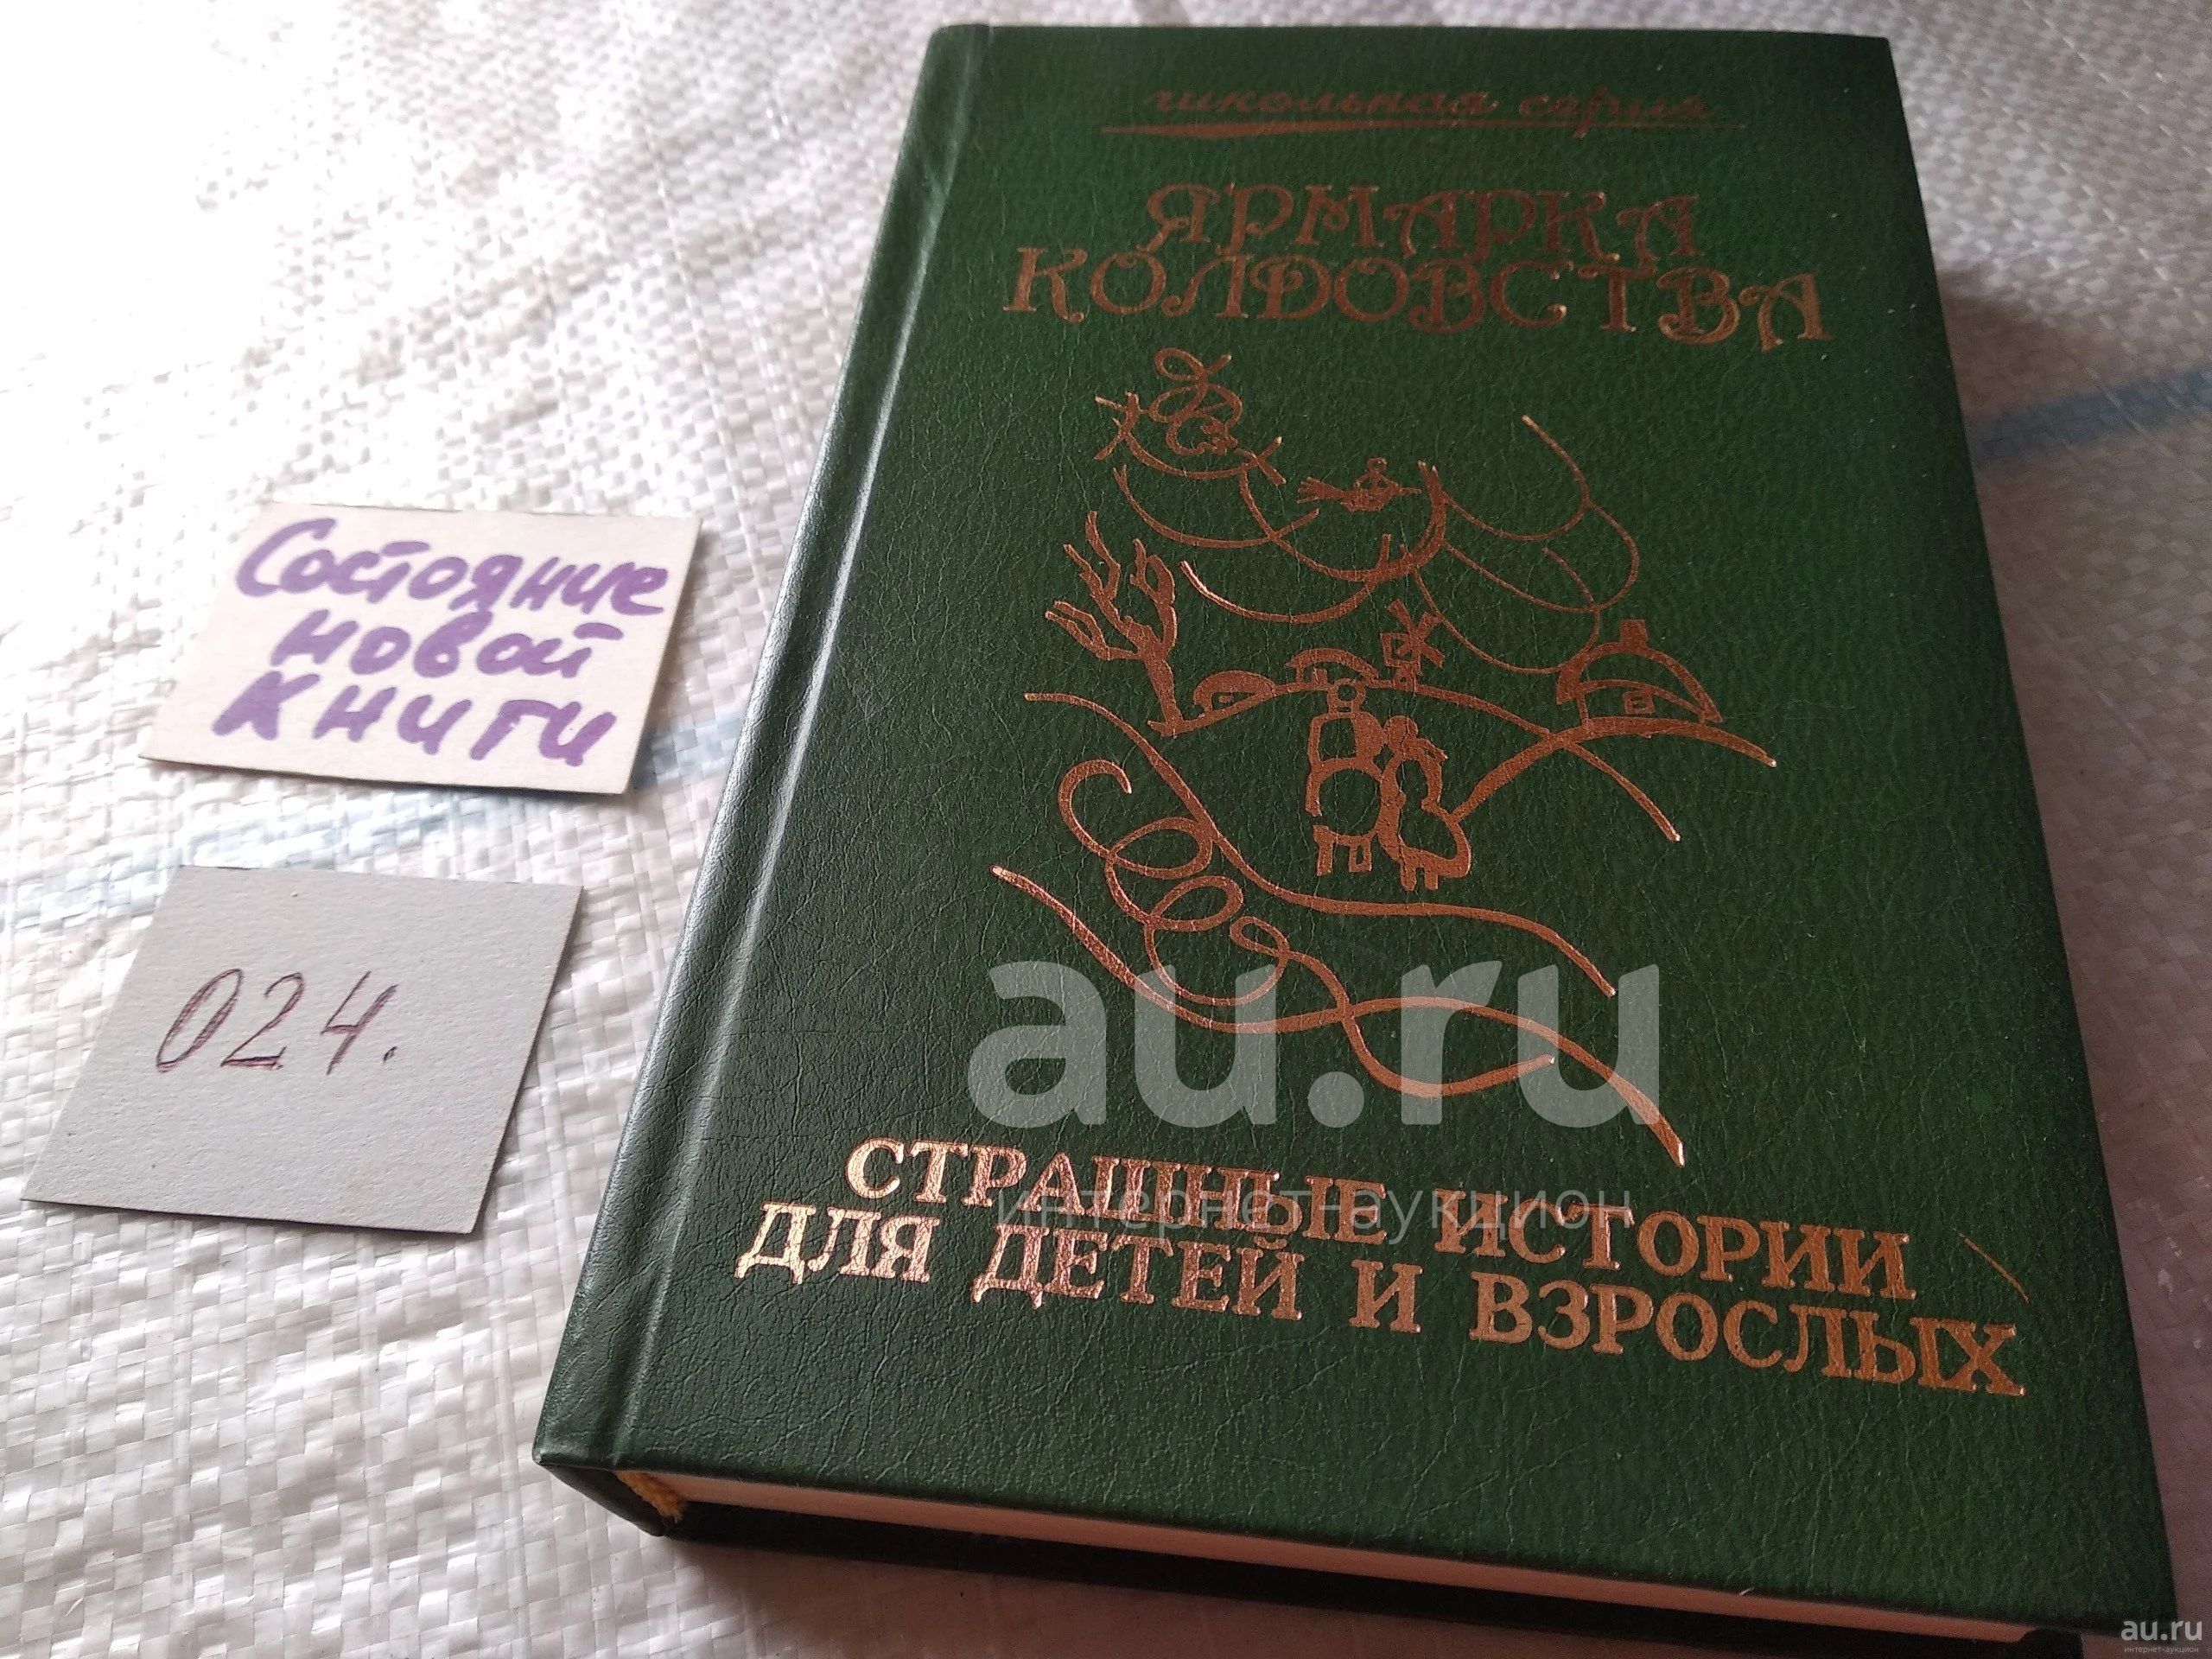 школьная серия
ЯРМАРКА
КОЛДОВСТВА
Состояние
новой
книги
024.
au.ru
интернет-аукцион
СТРАШНЫЕ ИСТОРИИ
ДЛЯ ДЕТЕЙ И ВЗРОСЛЫХ
au.ru
интернет-аукцион